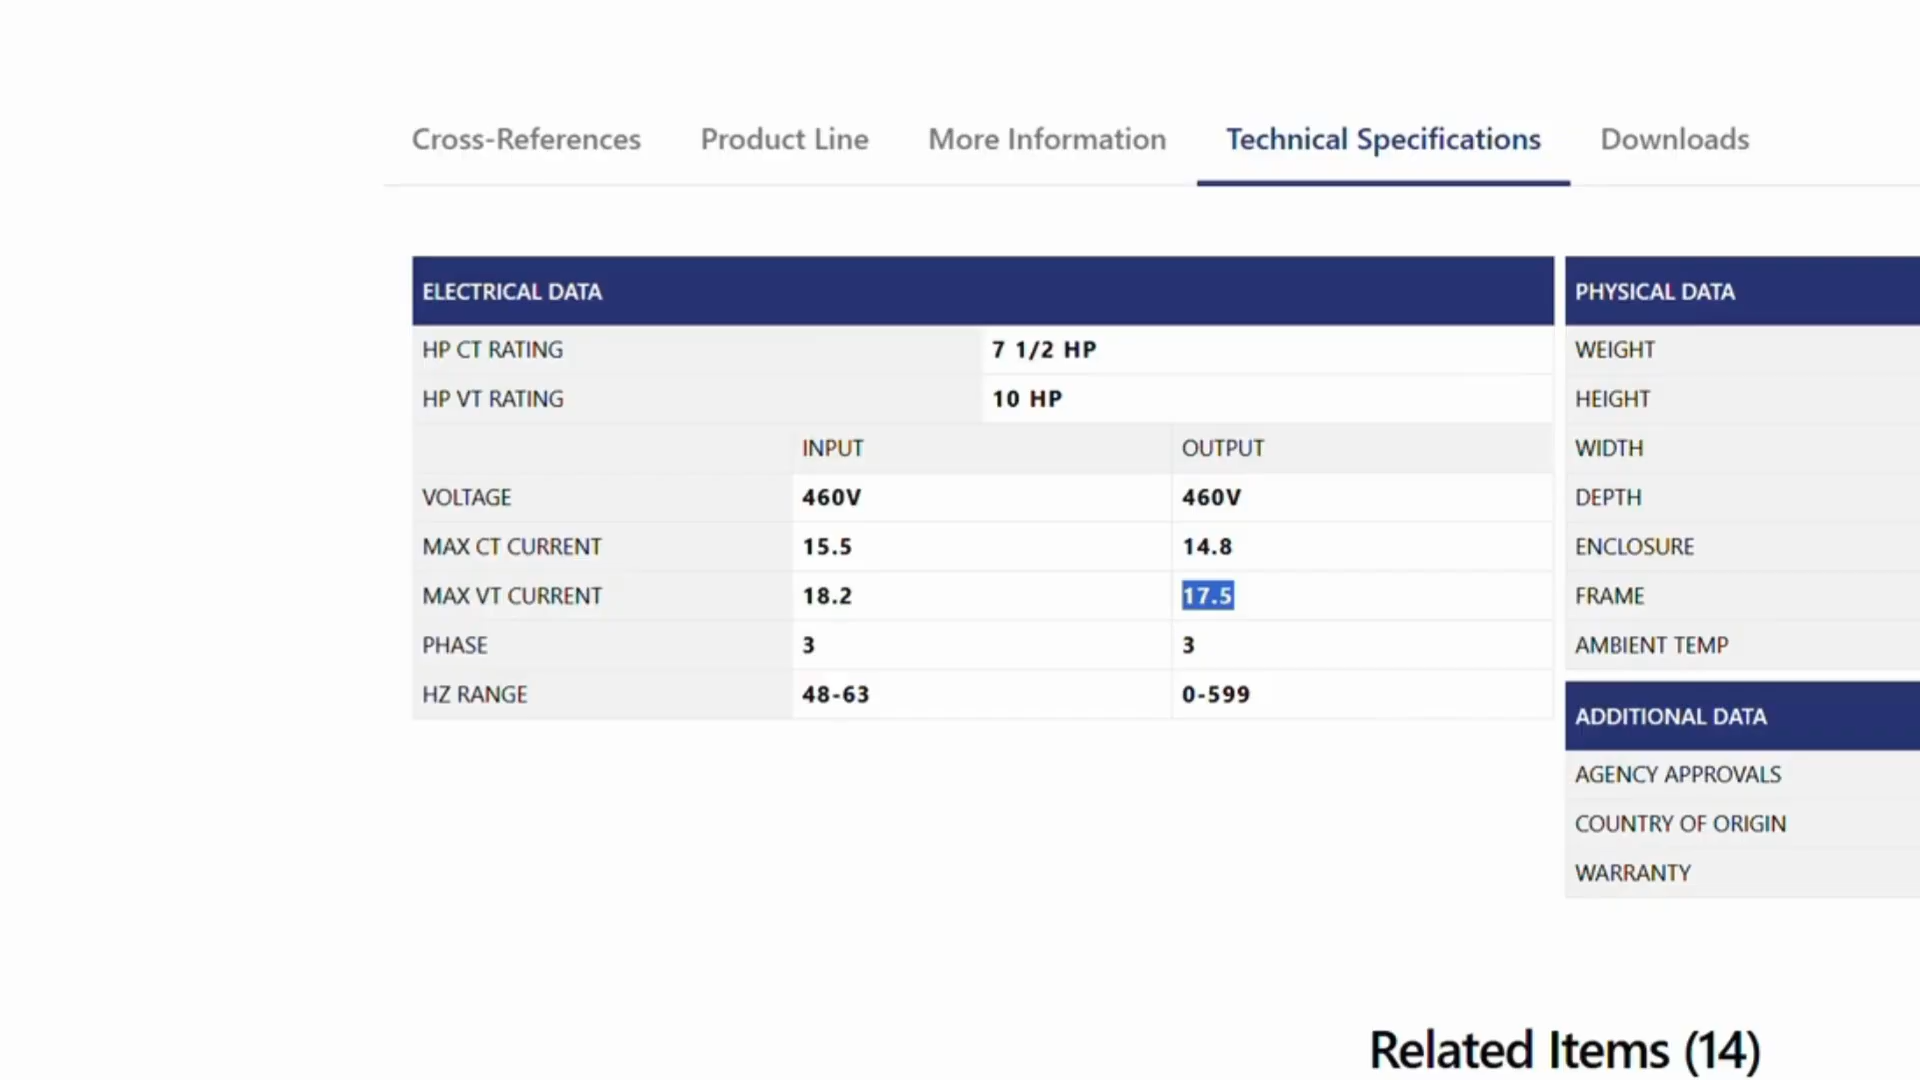 Cross-References Product Line More Information Technical Specifications Downloads
ELECTRICAL DATA
HP CT RATING 7 1/2 HP
HP VT RATING 10 HP
INPUT OUTPUT
VOLTAGE 460V 460V
MAX CT CURRENT 15.5 14.8
MAX VT CURRENT 18.2 17.5
PHASE 3 3
HZ RANGE 48-63 0-599
PHYSICAL DATA
WEIGHT
HEIGHT
WIDTH
DEPTH
ENCLOSURE
FRAME
AMBIENT TEMP
ADDITIONAL DATA
AGENCY APPROVALS
COUNTRY OF ORIGIN
WARRANTY
Related Items (14)